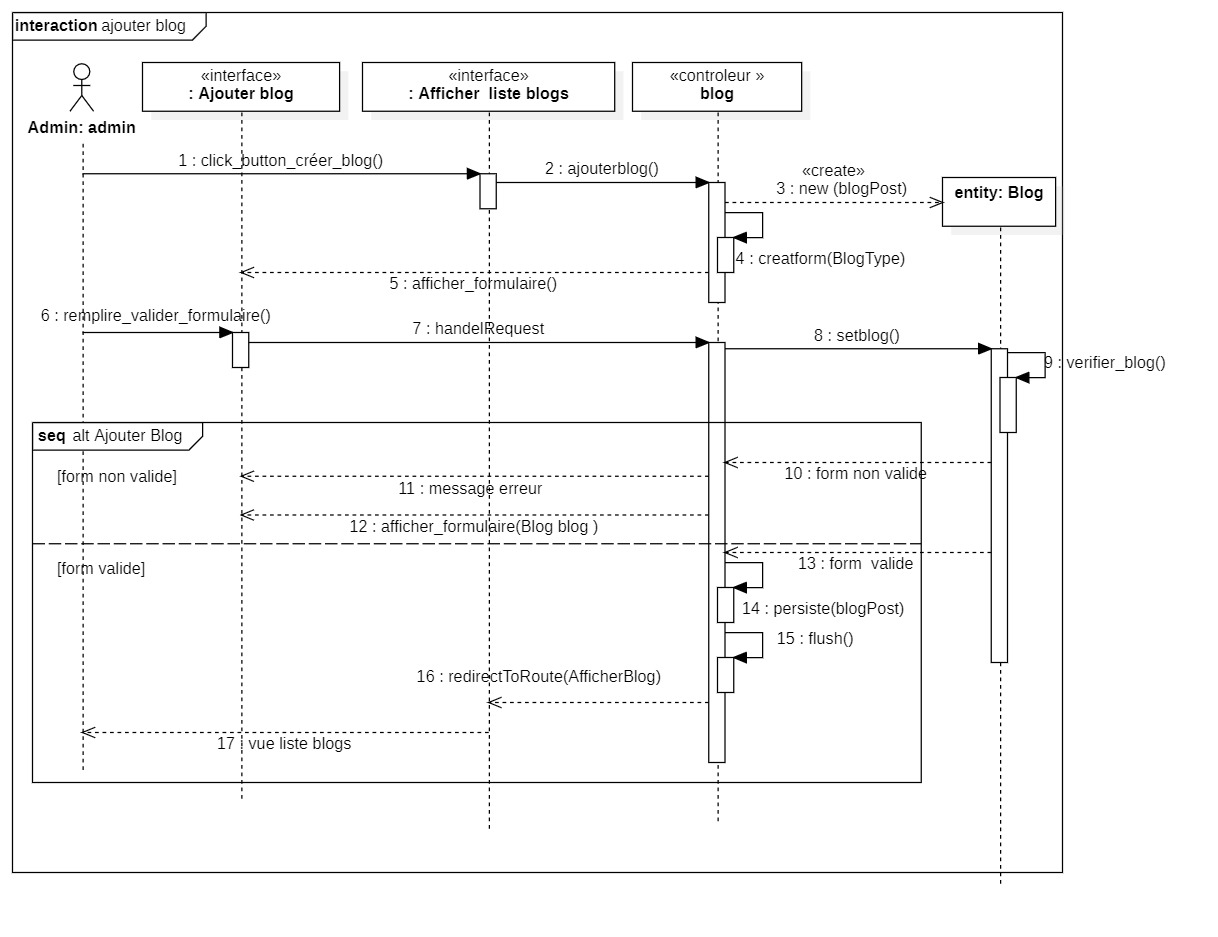 interaction ajouter blog
«interface»
: Ajouter blog
«interface»
: Afficher  liste blogs
«controleur »
blog
Admin: admin
1 : click_button_créer_blog()
2 : ajouterblog()
«create»
3 : new (blogPost)
entity: Blog
4 : creatform(BlogType)
5 : afficher_formulaire()
6 : remplire_valider_formulaire()
7 : handelRequest
8 : setblog()
9 : verifier_blog()
seq alt Ajouter Blog
[form non valide]
10 : form non valide
11 : message erreur
12 : afficher_formulaire(Blog blog )
[form valide]
13 : form  valide
14 : persiste(blogPost)
15 : flush()
16 : redirectToRoute(AfficherBlog)
17 : vue liste blogs